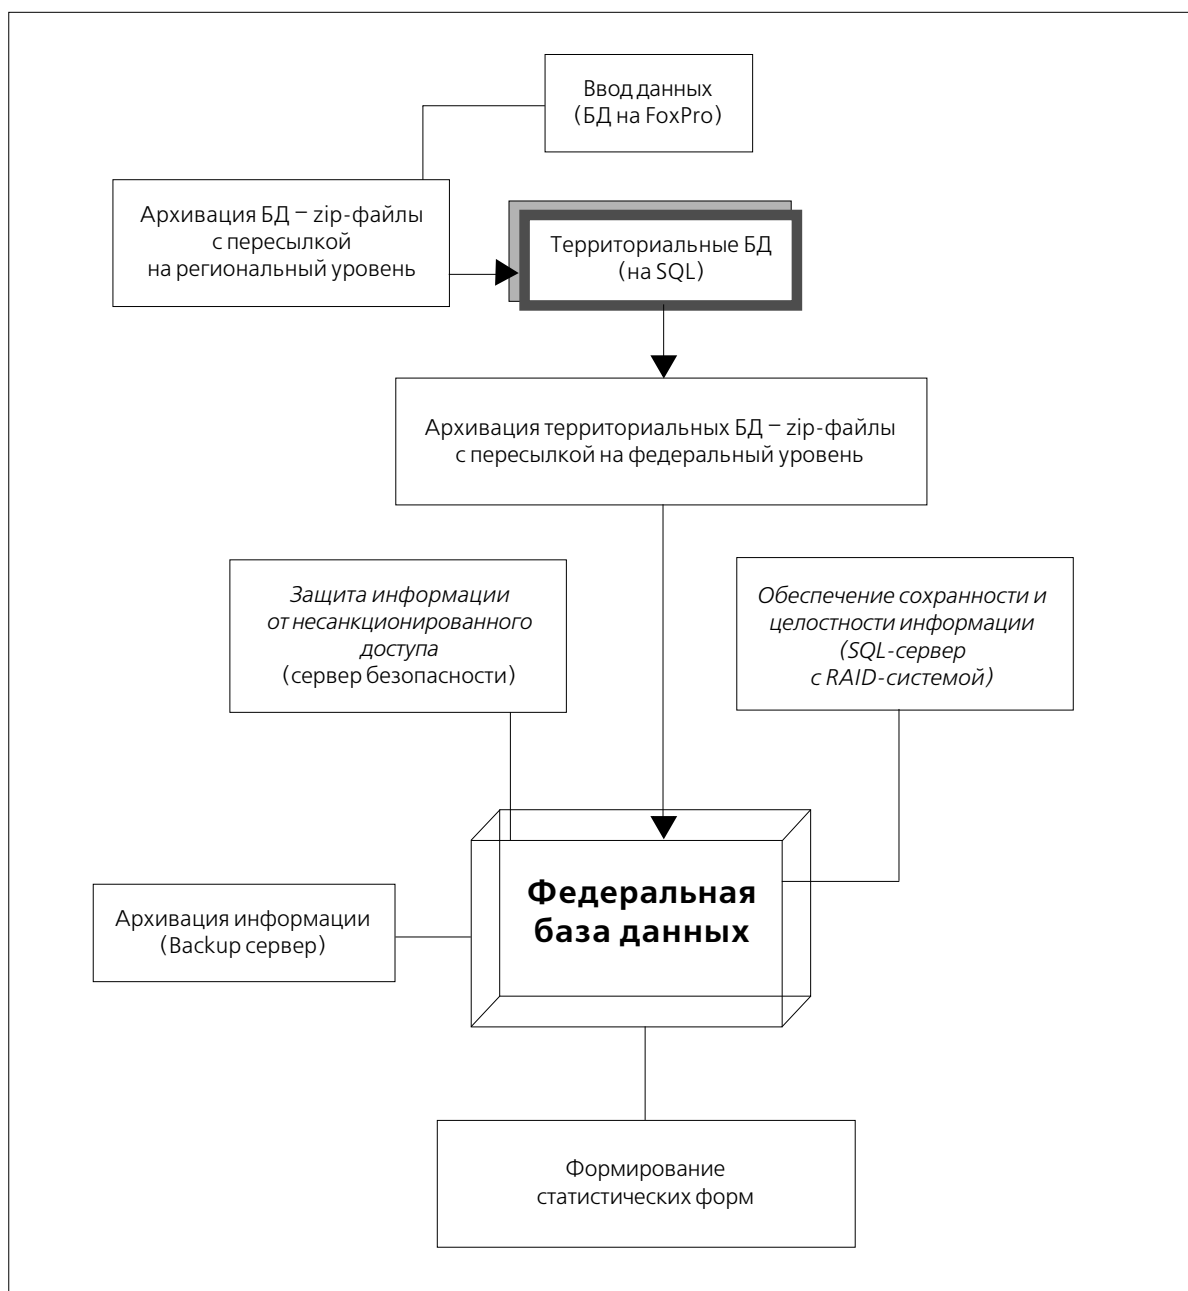 Ввод данных
(БД на FoxPro)
Архивация БД – zip-файлы
с пересылкой
на региональный уровень
Территориальные БД
(на SQL)
Архивация территориальных БД – zip-файлы
с пересылкой на федеральный уровень
Защита информации
от несанкционированного
доступа
(сервер безопасности)
Обеспечение сохранности и
целостности информации
(SQL-сервер
с RAID-системой)
Федеральная
база данных
Архивация информации
(Backup сервер)
Формирование
статистических форм